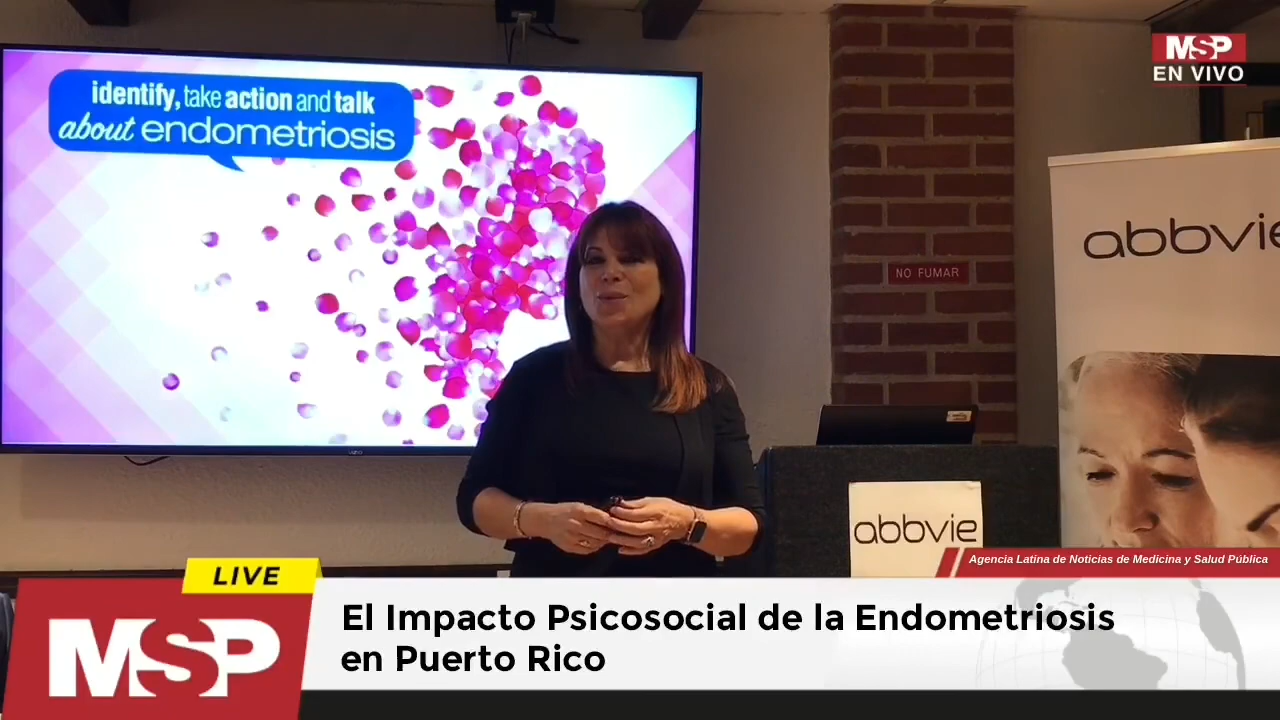 identify, take action and talk
about endometriosis
MSP
EN VIVO
abbvie
NO FUMAR
abbvie
Agencia Latina de Noticias de Medicina y Salud Pública
LIVE
MSP
El Impacto Psicosocial de la Endometriosis
en Puerto Rico